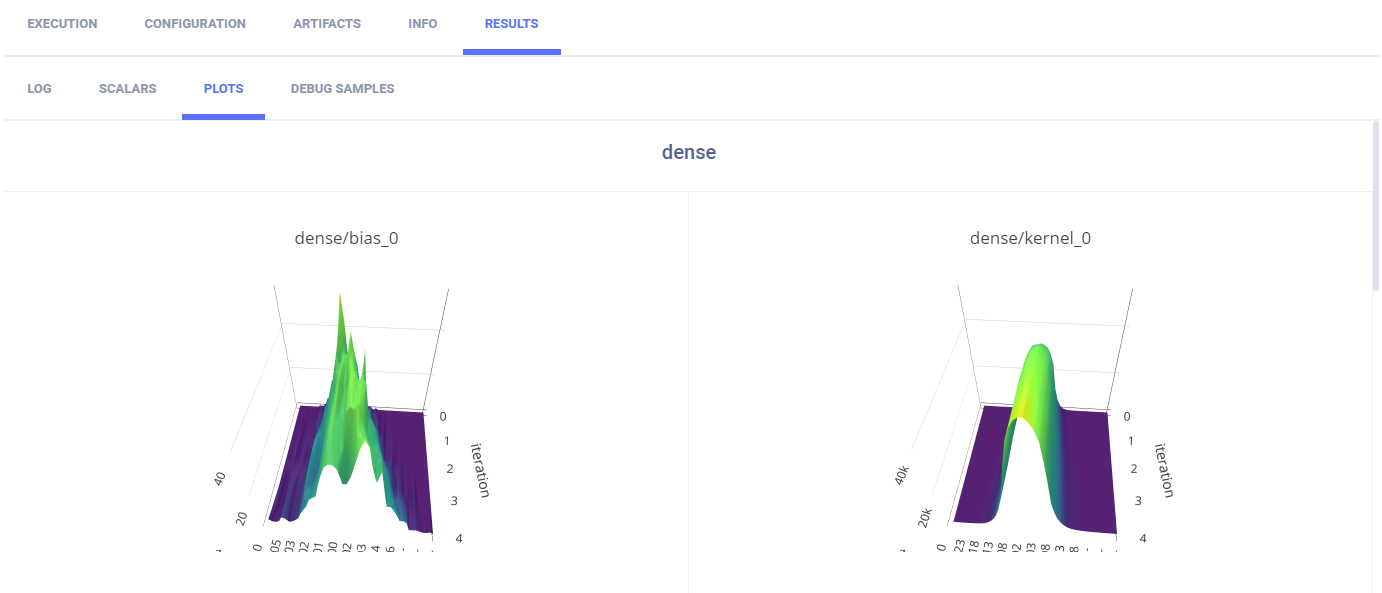 EXECUTION CONFIGURATION ARTIFACTS INFO RESULTS
LOG SCALARS PLOTS DEBUG SAMPLES
dense
dense/bias_0
0
1
2
3
4
iteration
40
20
0
05 03 02 01 00 02 4 6
dense/kernel_0
0
1
2
3
4
iteration
40k
20k
0
23 18 13 08 02 03 08 3 8